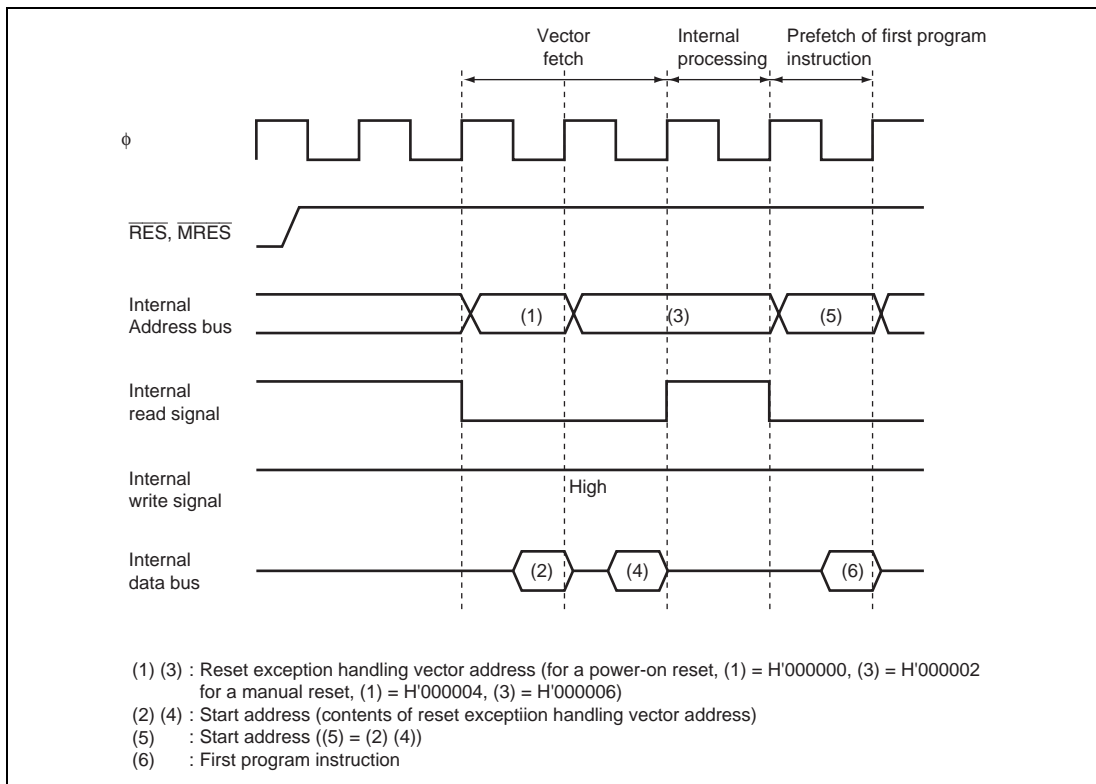 Vector
fetch
Internal
processing
Prefetch of first program
instruction
ϕ
R̅E̅S̅, M̅R̅E̅S̅
Internal
Address bus
(1)
(3)
(5)
Internal
read signal
Internal
write signal
High
Internal
data bus
(2)
(4)
(6)
(1) (3) : Reset exception handling vector address (for a power-on reset, (1) = H'000000, (3) = H'000002
for a manual reset, (1) = H'000004, (3) = H'000006)
(2) (4) : Start address (contents of reset exceptiion handling vector address)
(5) : Start address ((5) = (2) (4))
(6) : First program instruction